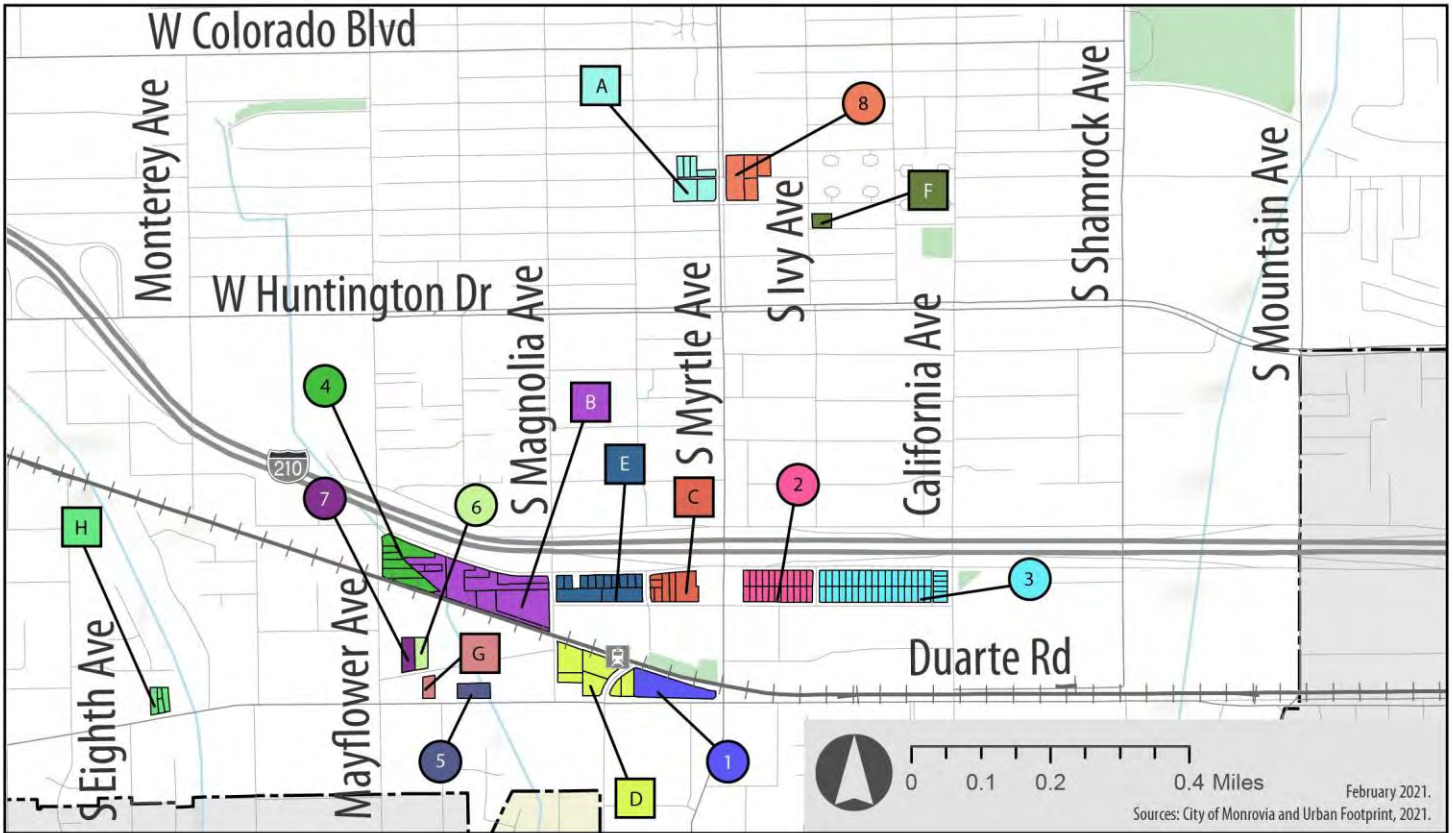 W Colorado Blvd
Monterey Ave
A
8
S Shamrock Ave
S Mountain Ave
S Ivy Ave
F
W Huntington Dr
S Magnolia Ave
S Myrtle Ave
California Ave
4
B
210
E
C
2
7
6
H
3
Mayflower Ave
S Eighth Ave
G
Duarte Rd
5
1
D
0 0.1 0.2 0.4 Miles
February 2021.
Sources: City of Monrovia and Urban Footprint, 2021.